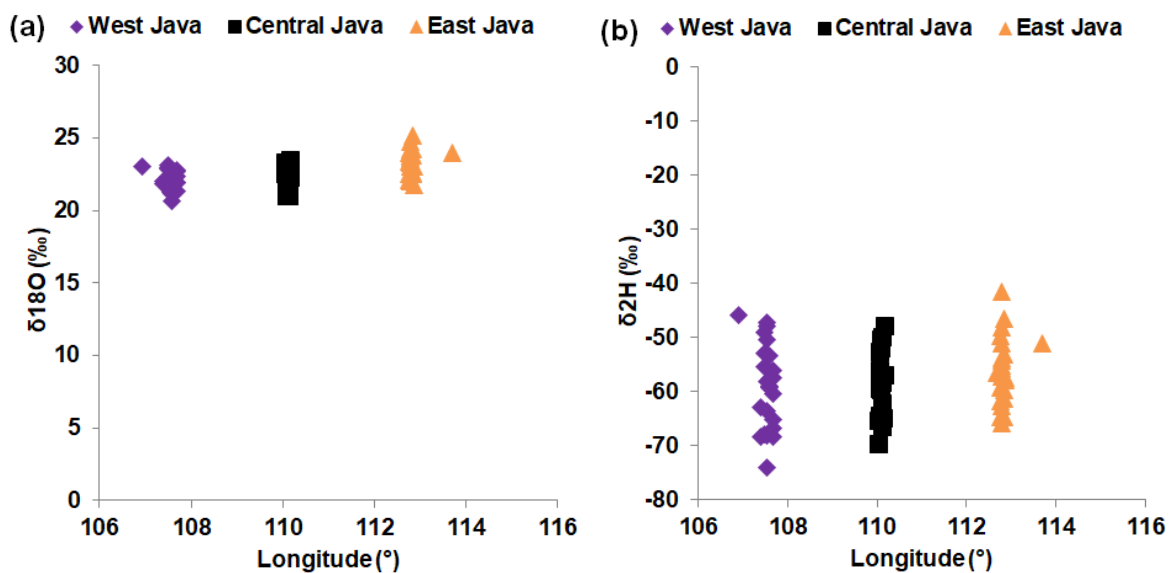 (a) West Java Central Java East Java
30
25
20
15
10
5
0
δ18O (‰)
106 108 110 112 114 116
Longitude (°)
(b) West Java Central Java East Java
0
-10
-20
-30
-40
-50
-60
-70
-80
δ2H (‰)
106 108 110 112 114 116
Longitude (°)